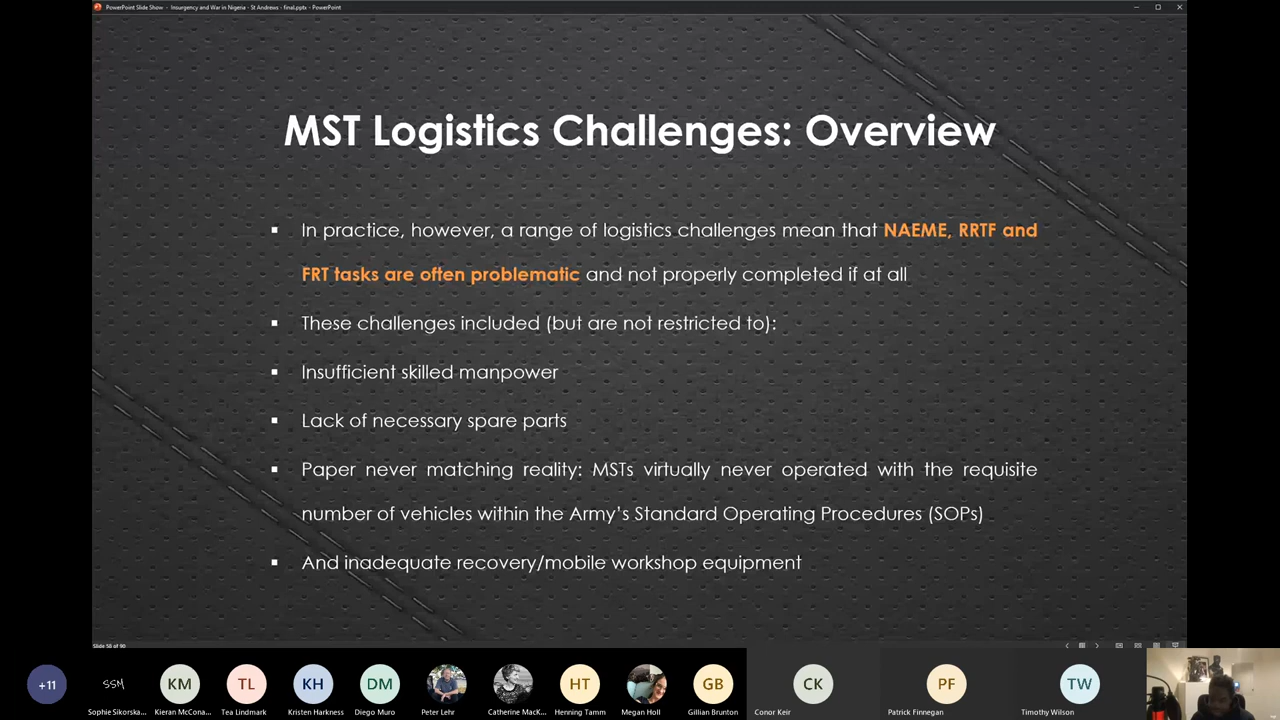 PowerPoint Slide Show - Insurgency and War in Nigeria - St Andrews - final.pptx - PowerPoint
MST Logistics Challenges: Overview
▪ In practice, however, a range of logistics challenges mean that NAEME, RRTF and
FRT tasks are often problematic and not properly completed if at all
▪ These challenges included (but are not restricted to):
▪ Insufficient skilled manpower
▪ Lack of necessary spare parts
▪ Paper never matching reality: MSTs virtually never operated with the requisite
number of vehicles within the Army's Standard Operating Procedures (SOPs)
▪ And inadequate recovery/mobile workshop equipment
Slide 58 of 90
+11
SSM
KM
TL
KH
DM
HT
GB
CK
PF
TW
Sophie Sikorska...
Kieran McCona...
Tea Lindmark
Kristen Harkness
Diego Muro
Peter Lehr
Catherine MacK...
Henning Tamm
Megan Holl
Gillian Brunton
Conor Keir
Patrick Finnegan
Timothy Wilson